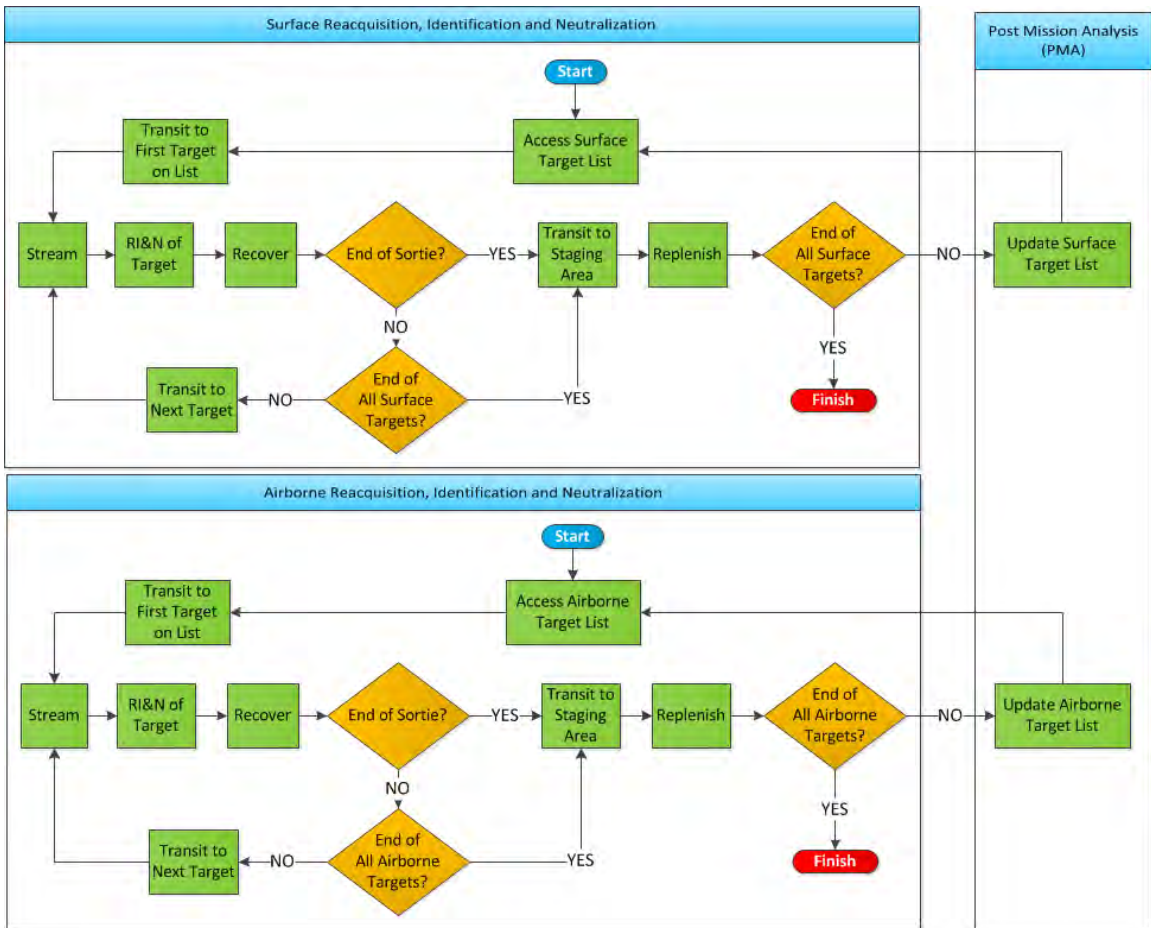 Surface Reacquisition, Identification and Neutralization
Post Mission Analysis
(PMA)
Start
Transit to
First Target
on List
Access Surface
Target List
Stream
RI&N of
Target
Recover
End of Sortie?
YES
Transit to
Staging
Area
Replenish
End of
All Surface
Targets?
NO
Update Surface
Target List
NO
YES
Transit to
Next Target
NO
End of
All Surface
Targets?
YES
Finish
Airborne Reacquisition, Identification and Neutralization
Start
Transit to
First Target
on List
Access Airborne
Target List
Stream
RI&N of
Target
Recover
End of Sortie?
YES
Transit to
Staging
Area
Replenish
End of
All Airborne
Targets?
NO
Update Airborne
Target List
NO
YES
Transit to
Next Target
NO
End of
All Airborne
Targets?
YES
Finish